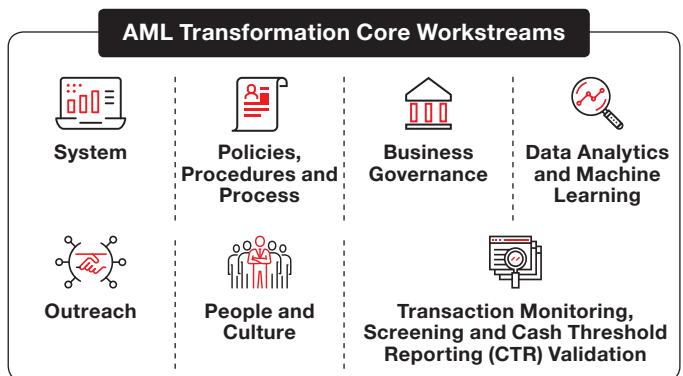 AML Transformation Core Workstreams
System
Policies,
Procedures and
Process
Business
Governance
Data Analytics
and Machine
Learning
Outreach
People and
Culture
Transaction Monitoring,
Screening and Cash Threshold
Reporting (CTR) Validation